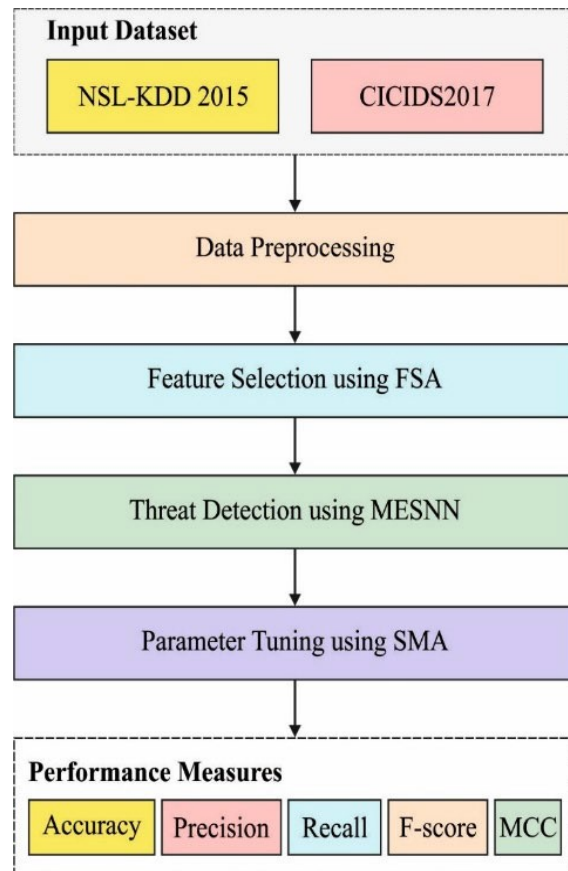 Input Dataset
NSL-KDD 2015 CICIDS2017
Data Preprocessing
Feature Selection using FSA
Threat Detection using MESNN
Parameter Tuning using SMA
Performance Measures
Accuracy Precision Recall F-score MCC